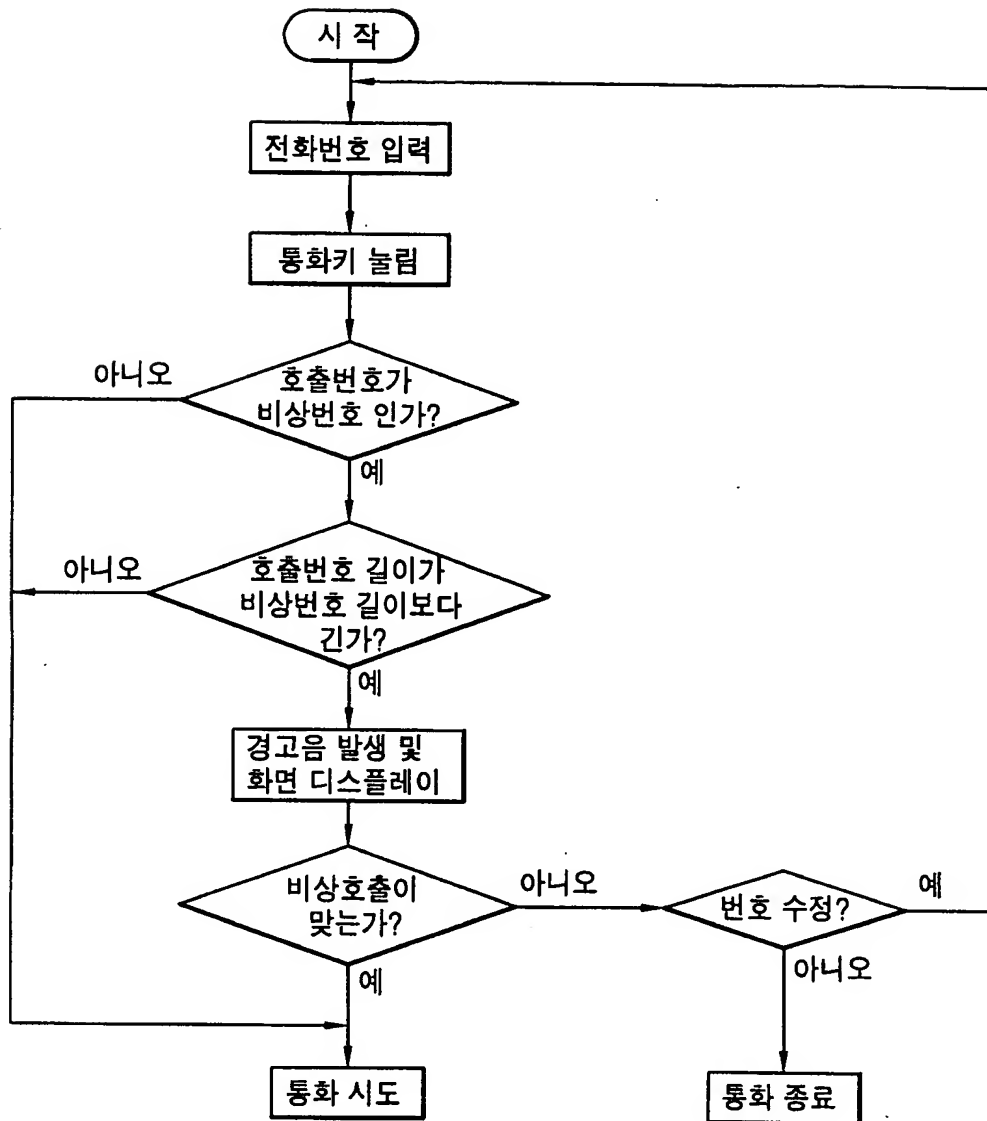 시 작
전화번호 입력
통화키 눌림
아니오
호출번호가
비상번호 인가?
예
아니오
호출번호 길이가
비상번호 길이보다
긴가?
예
경고음 발생 및
화면 디스플레이
비상호출이
맞는가?
아니오
번호 수정?
예
예
아니오
통화 시도
통화 종료